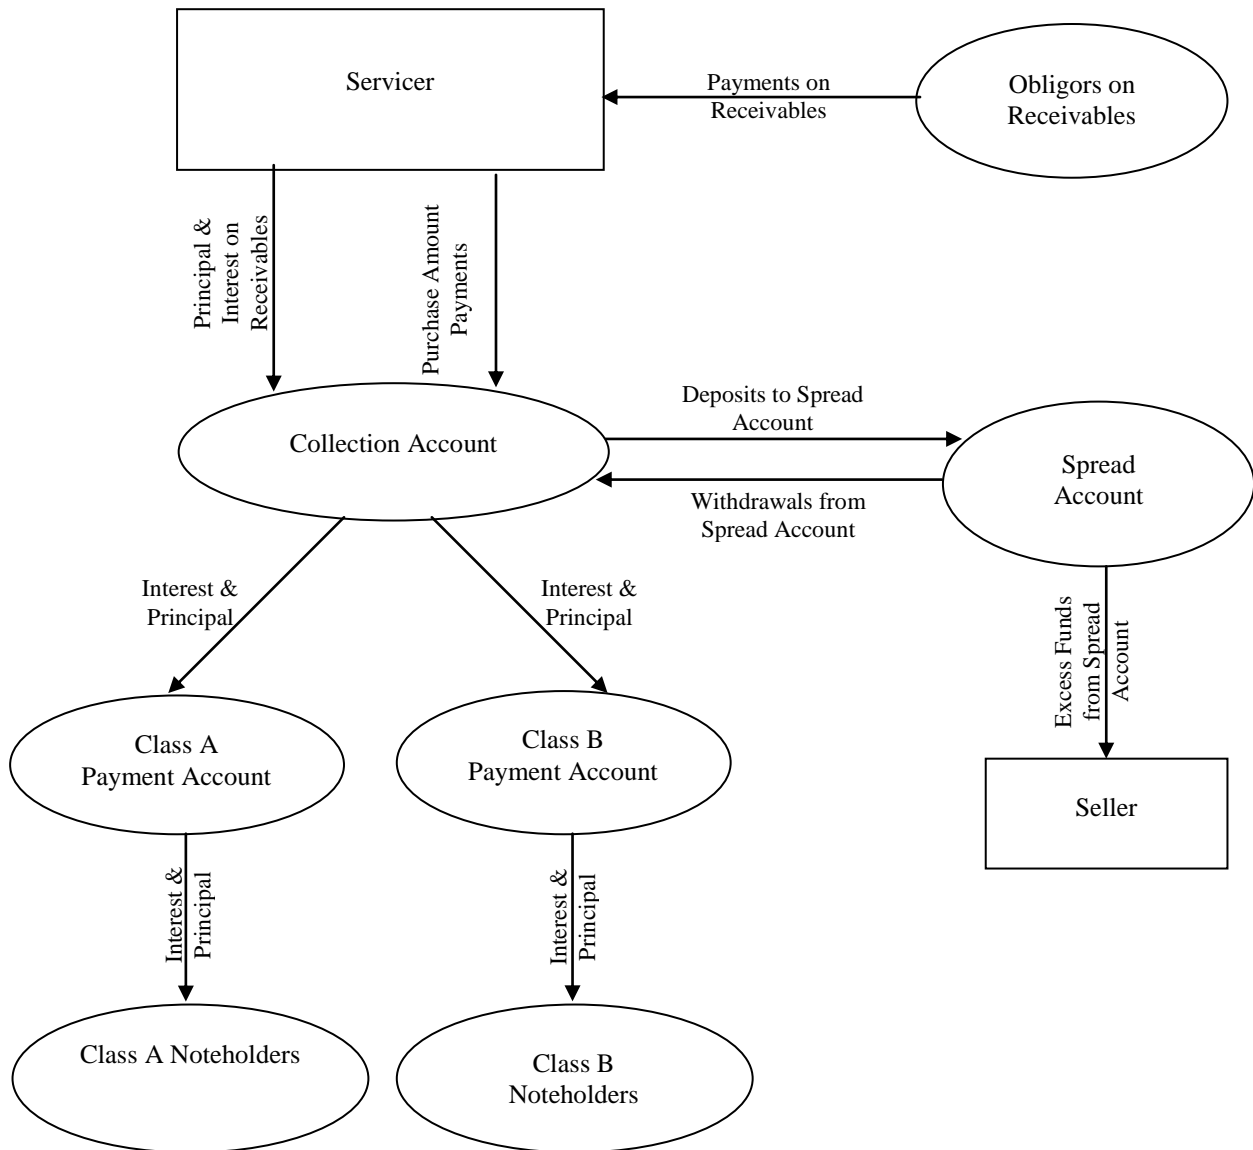 Servicer
Payments on
Receivables
Obligors on
Receivables
Principal &
Interest on
Receivables
Purchase Amount
Payments
Collection Account
Deposits to Spread
Account
Withdrawals from
Spread Account
Spread
Account
Interest &
Principal
Interest &
Principal
Excess Funds
from Spread
Account
Class A
Payment Account
Class B
Payment Account
Seller
Interest &
Principal
Interest &
Principal
Class A Noteholders
Class B
Noteholders